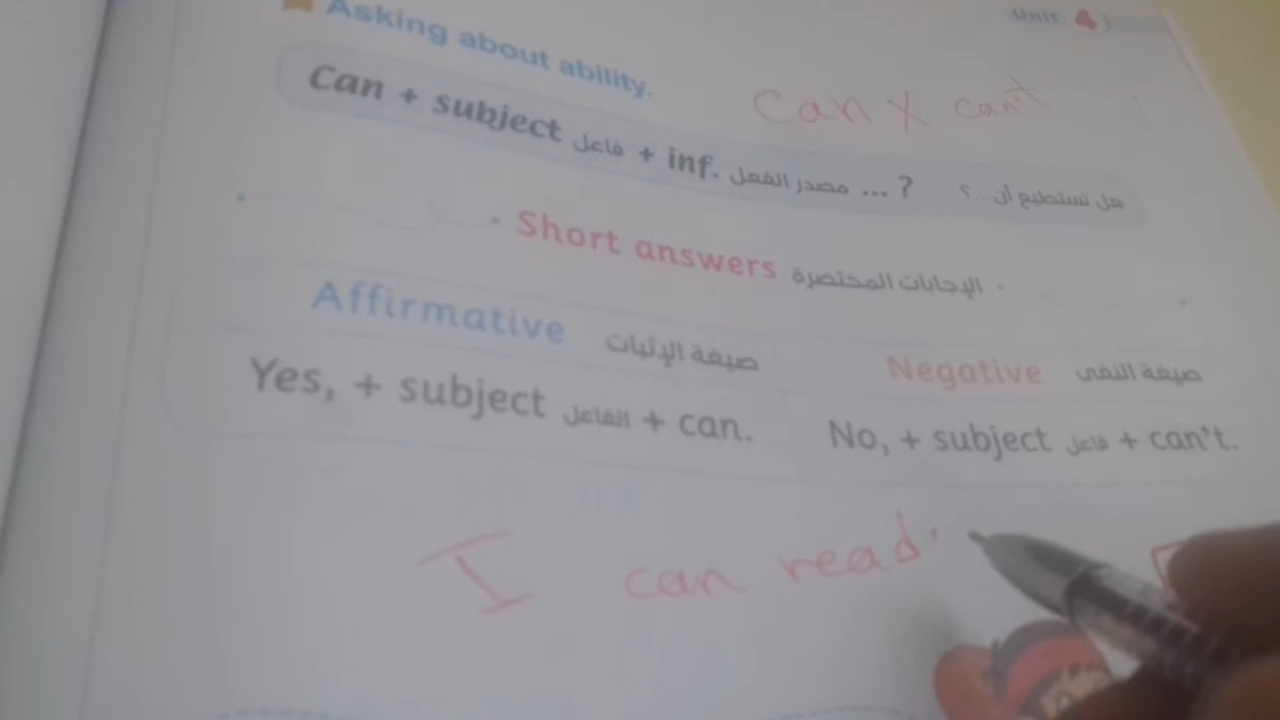 Unit 4
Asking about ability.
can X can't
Can + subject فاعل + inf. مصدر الفعل ... ? هل تستطيع أن...؟
Short answers الإجابات المختصرة
Affirmative صيغة الإثبات
Negative صيغة النفى
Yes, + subject الفاعل + can.
No, + subject فاعل + can't.
I can read.